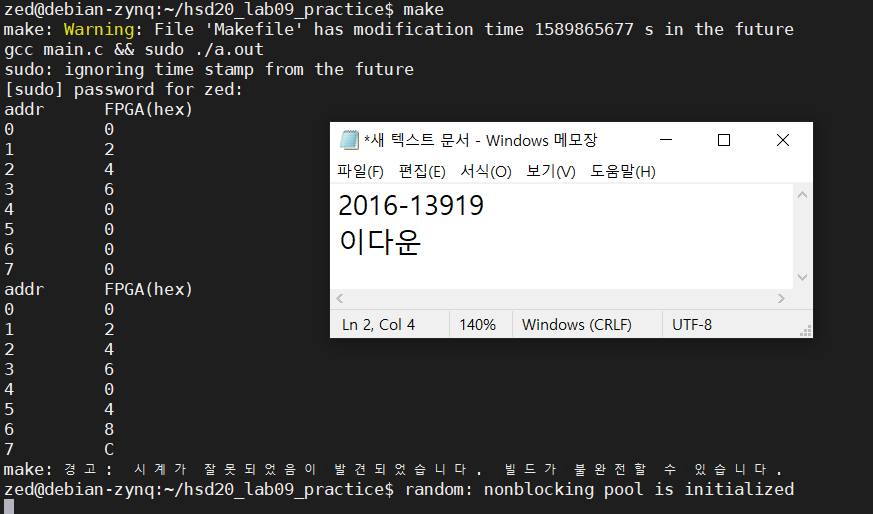 zed@debian-zynq:~/hsd20_lab09_practice$ make
make: Warning: File 'Makefile' has modification time 1589865677 s in the future
gcc main.c && sudo ./a.out
sudo: ignoring time stamp from the future
[sudo] password for zed:
addr FPGA(hex)
0 0
1 2
2 4
3 6
4 0
5 0
6 0
7 0
addr FPGA(hex)
0 0
1 2
2 4
3 6
4 0
5 4
6 8
7 C
make: 경고: 시계가 잘못되었음이 발견되었습니다. 빌드가 불완전할 수 있습니다.
zed@debian-zynq:~/hsd20_lab09_practice$ random: nonblocking pool is initialized
*새 텍스트 문서 - Windows 메모장
파일(F) 편집(E) 서식(O) 보기(V) 도움말(H)
2016-13919
이다운
Ln 2, Col 4 140% Windows (CRLF) UTF-8